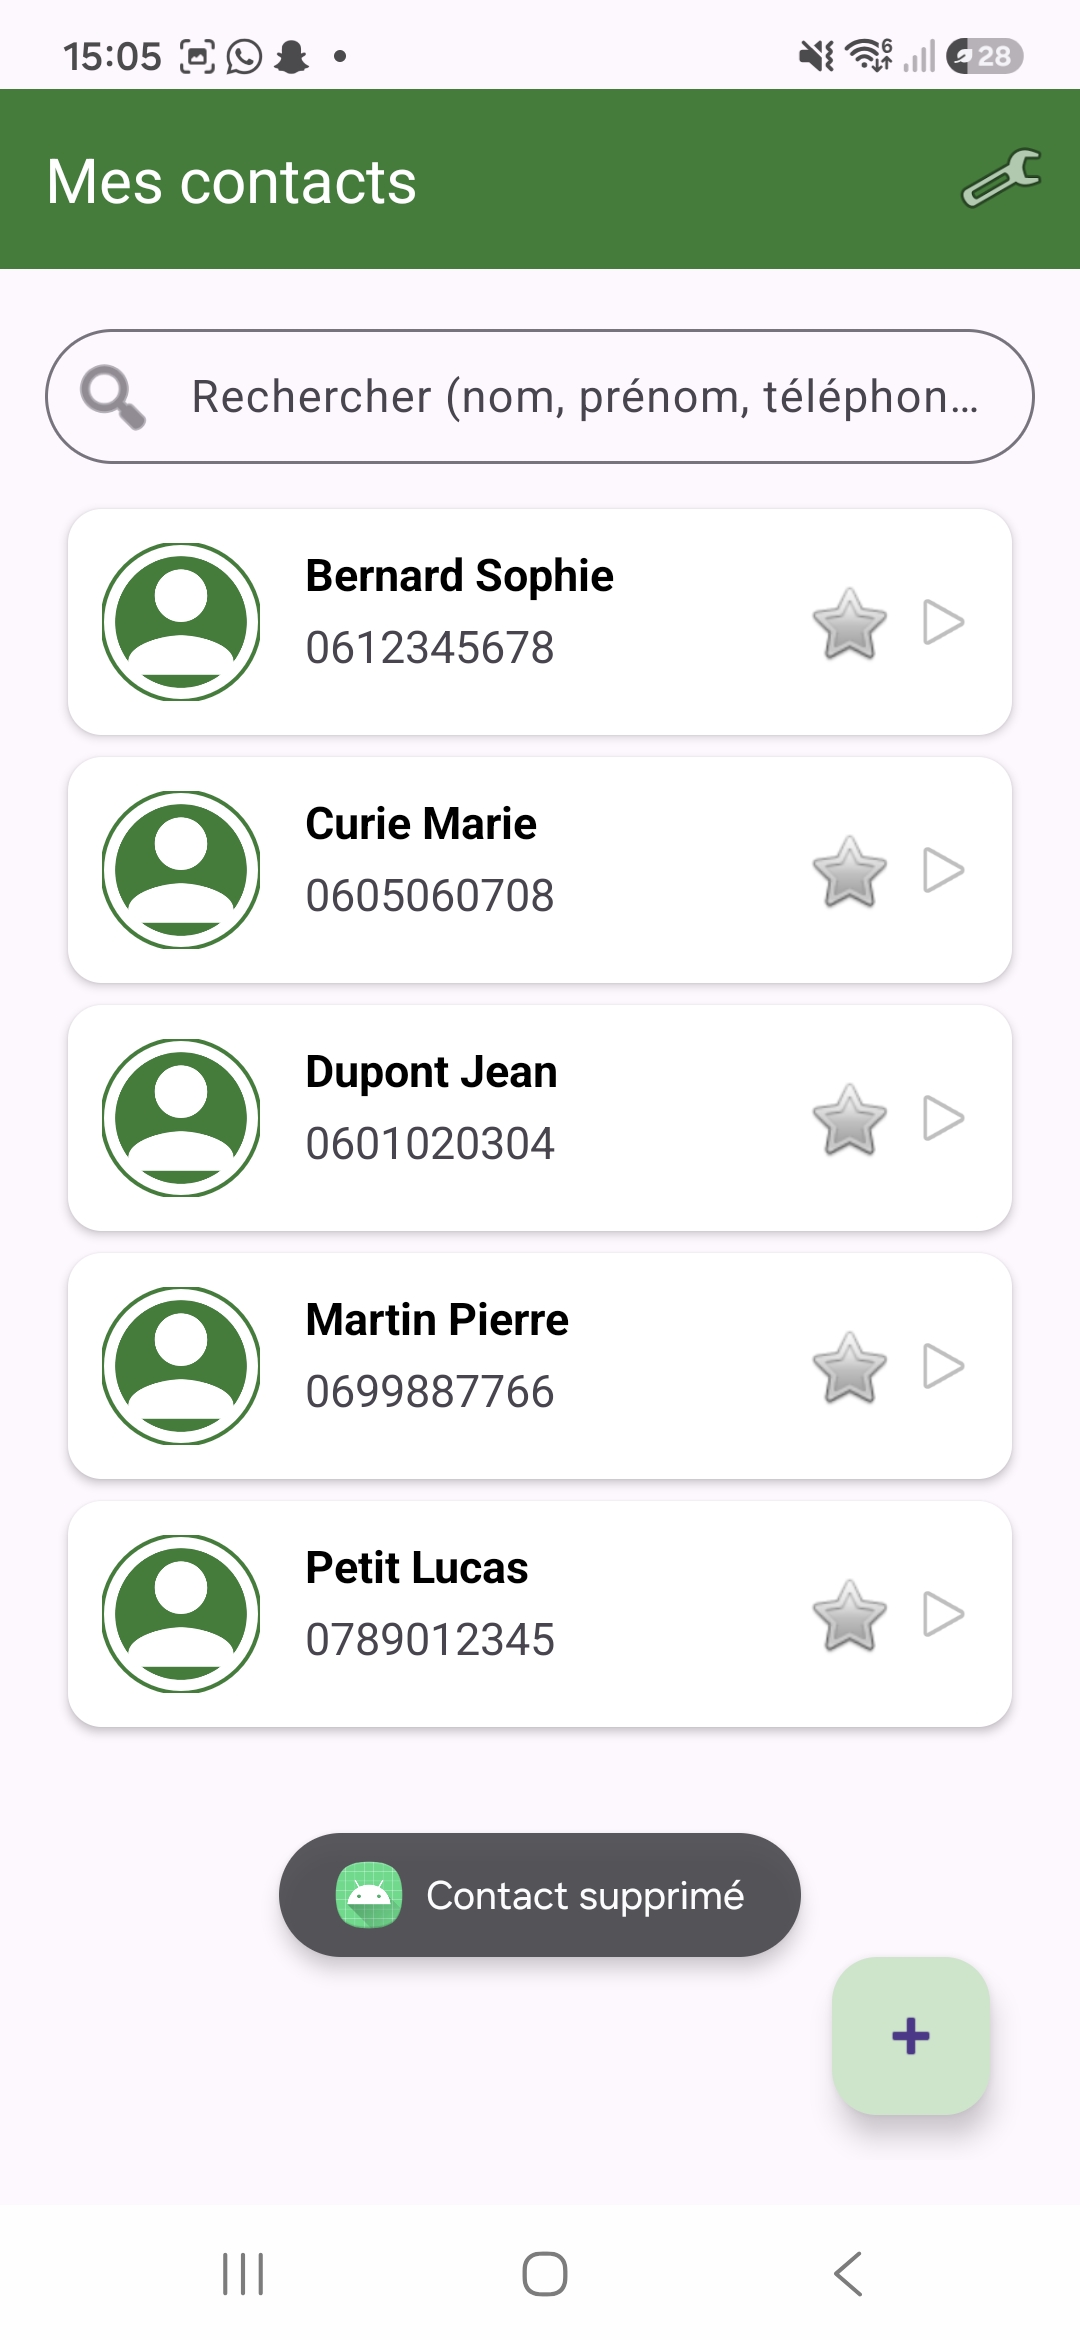 15:05
6
28
Mes contacts
Rechercher (nom, prénom, téléphon...
Bernard Sophie
0612345678
Curie Marie
0605060708
Dupont Jean
0601020304
Martin Pierre
0699887766
Petit Lucas
0789012345
Contact supprimé